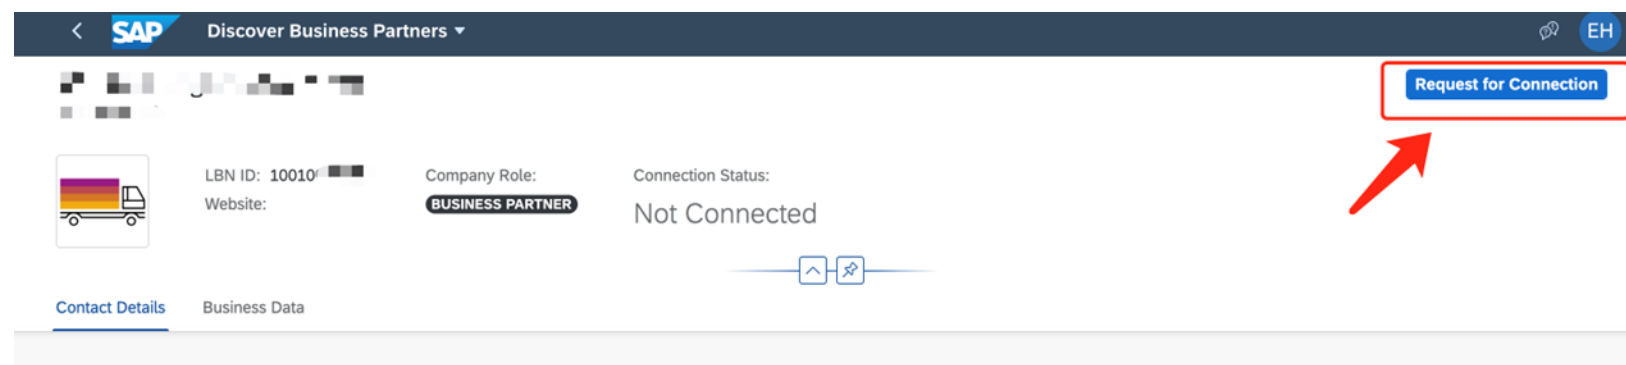 SAP Discover Business Partners EH
Request for Connection
LBN ID: 10010 Company Role: Connection Status:
Website: BUSINESS PARTNER Not Connected
Contact Details Business Data